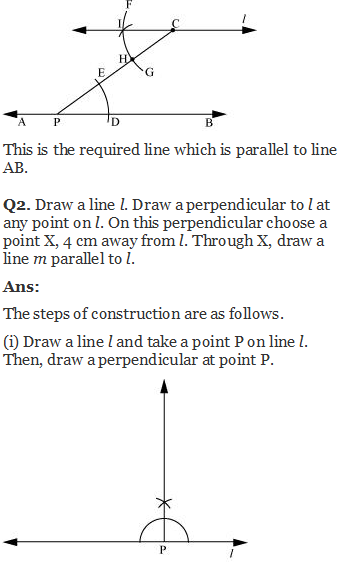 F
I C l
H
G
E
A P D B
This is the required line which is parallel to line
AB.
Q2. Draw a line l. Draw a perpendicular to l at
any point on l. On this perpendicular choose a
point X, 4 cm away from l. Through X, draw a
line m parallel to l.
Ans:
The steps of construction are as follows.
(i) Draw a line l and take a point P on line l.
Then, draw a perpendicular at point P.
P l